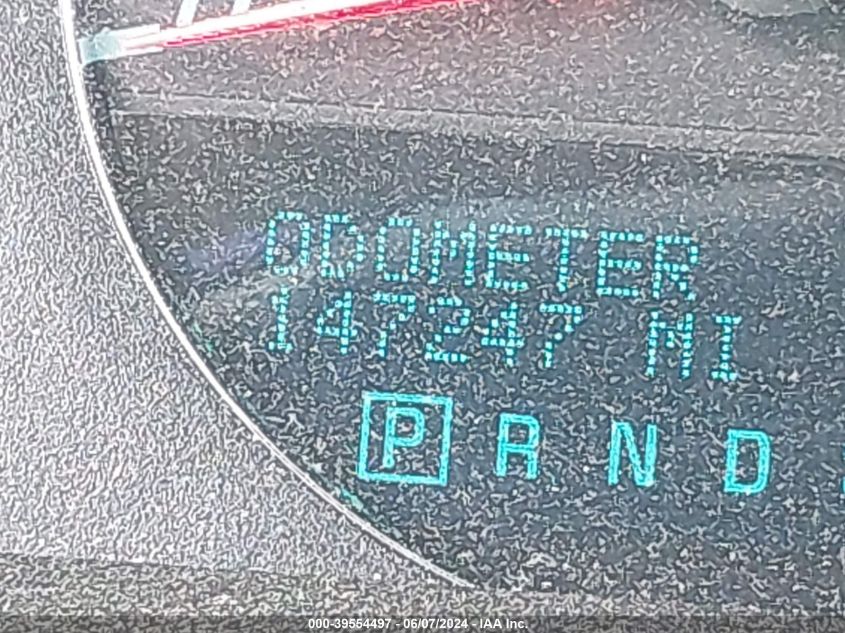 ODOMETER
147247 MI
P R N D
000-39554497 - 06/07/2024 - IAA Inc.